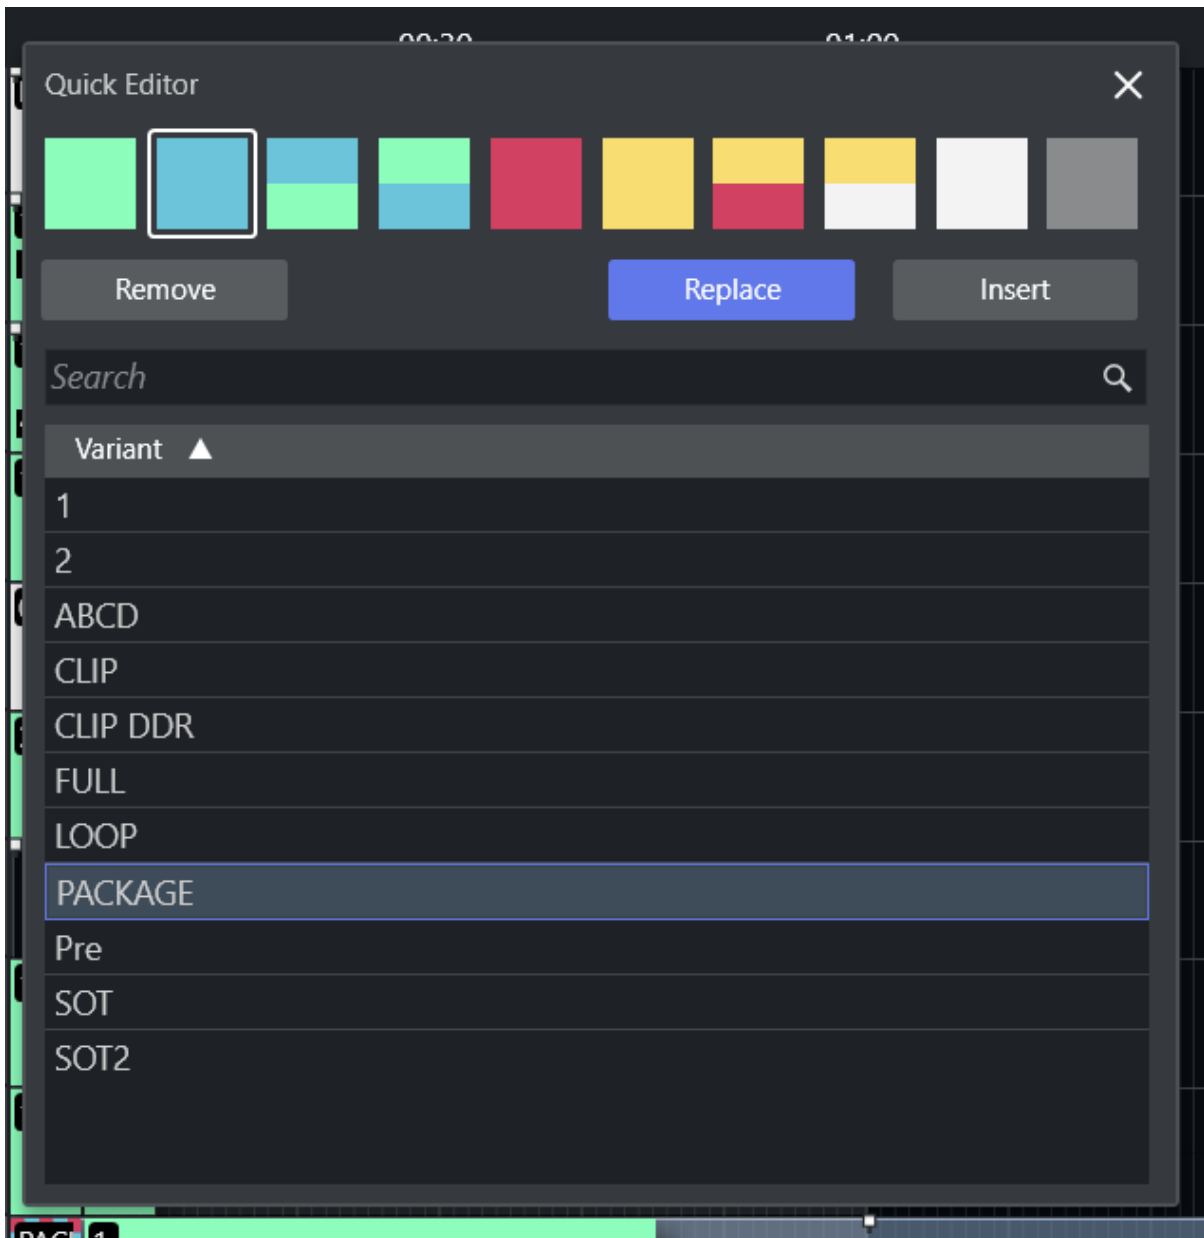 Quick Editor
Remove
Replace
Insert
Search
Variant
1
2
ABCD
CLIP
CLIP DDR
FULL
LOOP
PACKAGE
Pre
SOT
SOT2
1